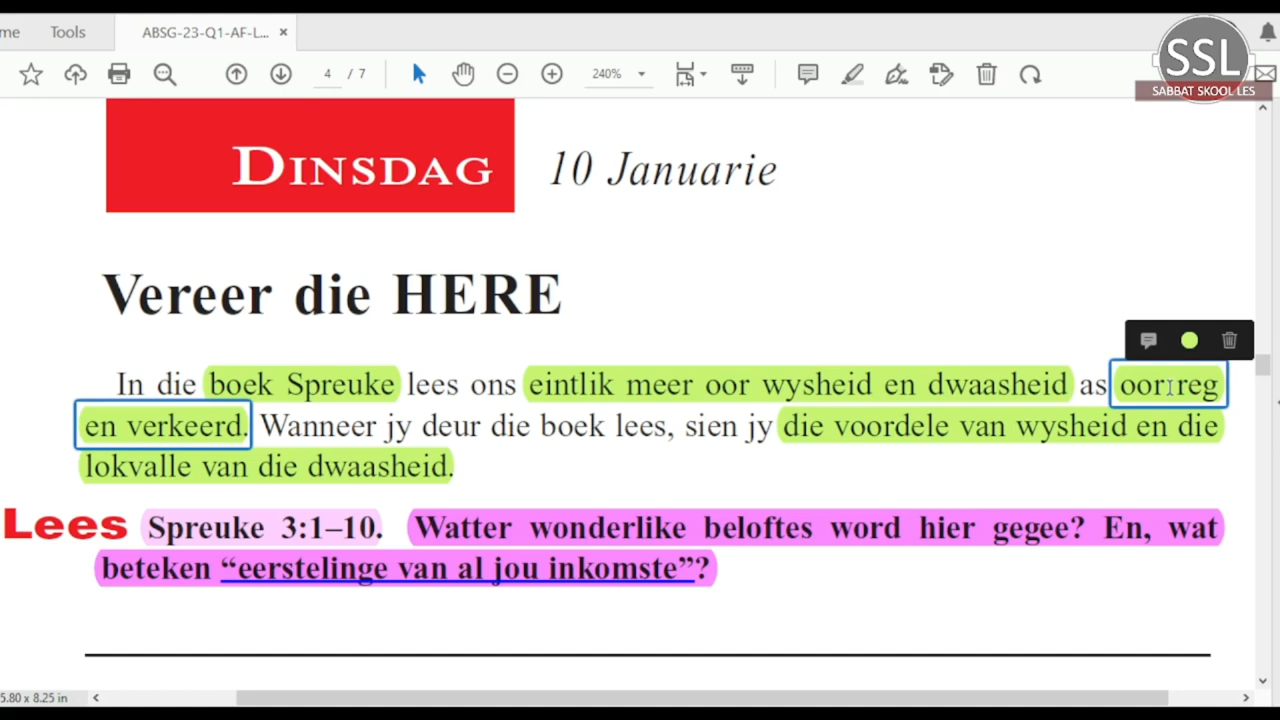 me Tools ABSG-23-Q1-AF-L... ×
SSL
SABBAT SKOOL LES
4 / 7 240%
DINSDAG 10 Januarie
Vereer die HERE
In die boek Spreuke lees ons eintlik meer oor wysheid en dwaasheid as oor reg
en verkeerd. Wanneer jy deur die boek lees, sien jy die voordele van wysheid en die
lokvalle van die dwaasheid.
Lees Spreuke 3:1–10. Watter wonderlike beloftes word hier gegee? En, wat
beteken “eerstelinge van al jou inkomste”?
5.80 x 8.25 in